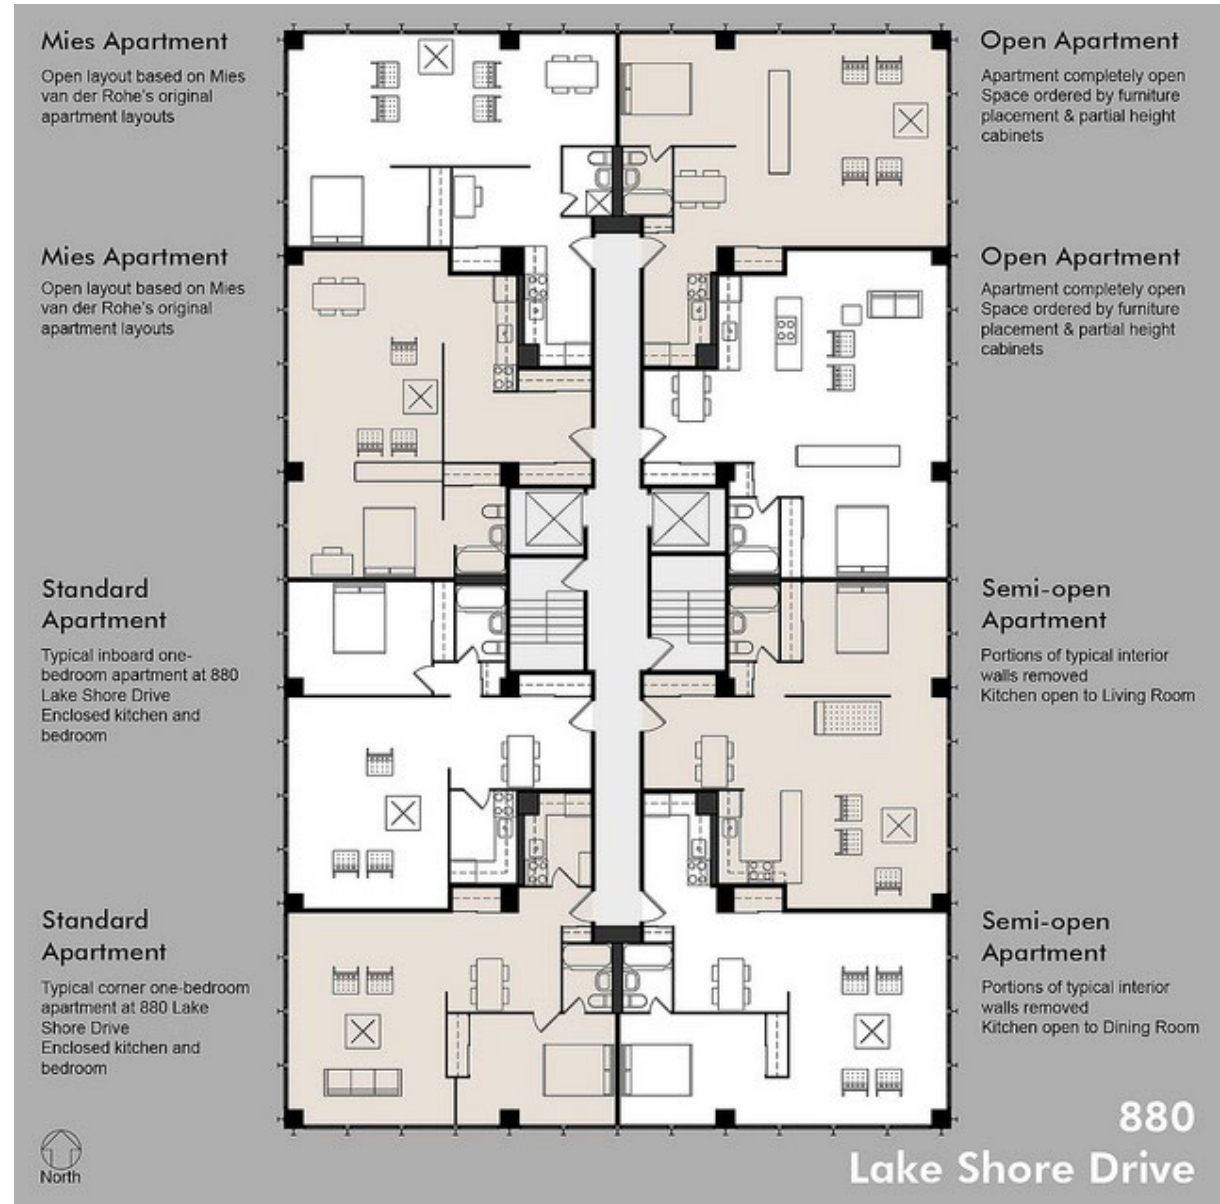 Mies Apartment
Open layout based on Mies
van der Rohe's original
apartment layouts
Mies Apartment
Open layout based on Mies
van der Rohe's original
apartment layouts
Standard
Apartment
Typical inboard one-
bedroom apartment at 880
Lake Shore Drive
Enclosed kitchen and
bedroom
Standard
Apartment
Typical corner one-bedroom
apartment at 880 Lake
Shore Drive
Enclosed kitchen and
bedroom
North
Open Apartment
Apartment completely open
Space ordered by furniture
placement & partial height
cabinets
Open Apartment
Apartment completely open
Space ordered by furniture
placement & partial height
cabinets
Semi-open
Apartment
Portions of typical interior
walls removed
Kitchen open to Living Room
Semi-open
Apartment
Portions of typical interior
walls removed
Kitchen open to Dining Room
880
Lake Shore Drive